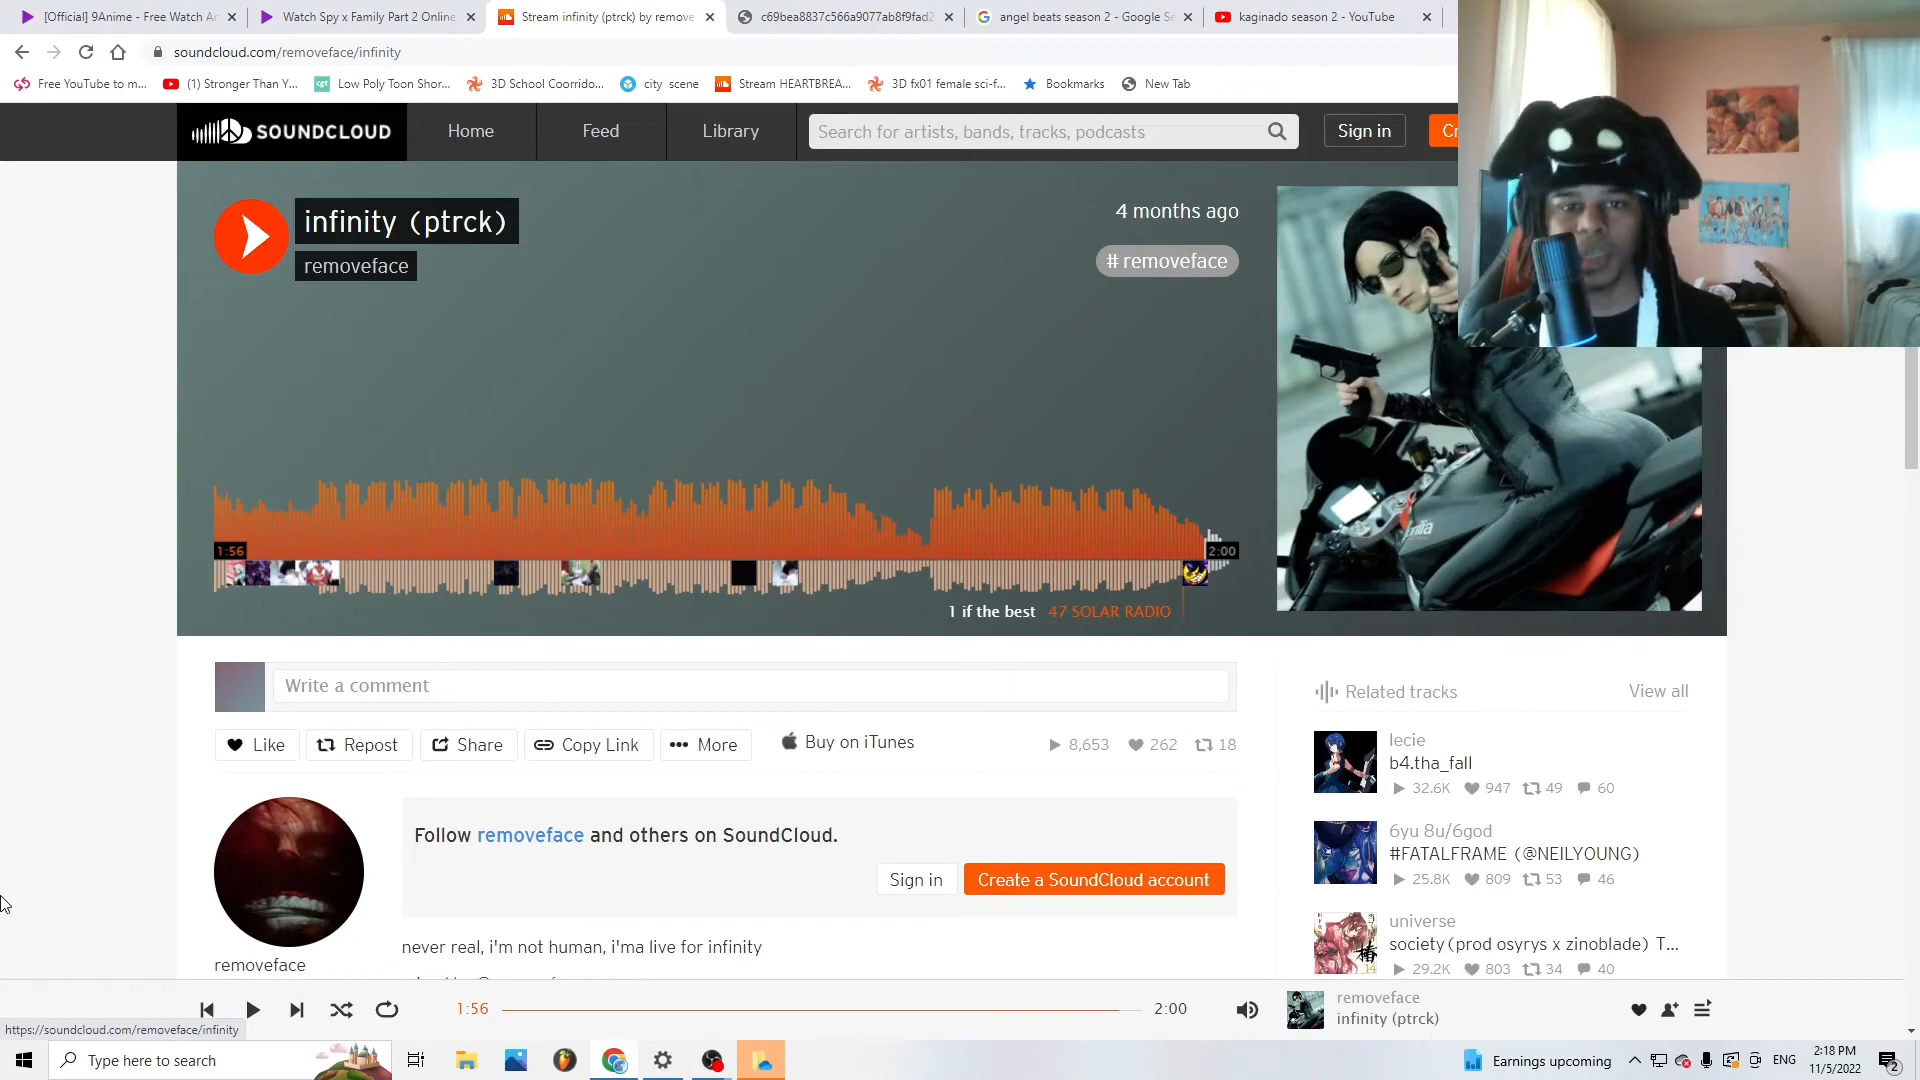 [Official] 9Anime - Free Watch An
Watch Spy x Family Part 2 Online
Stream infinity (ptrck) by remove
c69bea8837c566a9077ab8f9fad2
angel beats season 2 - Google Se
kaginado season 2 - YouTube
soundcloud.com/removeface/infinity
Free YouTube to m...
(1) Stronger Than Y...
cgt
Low Poly Toon Shor...
3D School Coorrido...
city scene
Stream HEARTBREA...
3D fx01 female sci-f...
Bookmarks
New Tab
SOUNDCLOUD
Home
Feed
Library
Search for artists, bands, tracks, podcasts
Sign in
Cr
infinity (ptrck)
removeface
4 months ago
# removeface
1:56
2:00
1 if the best 47 SOLAR RADIO
Write a comment
Like
Repost
Share
Copy Link
More
Buy on iTunes
8,653
262
18
Related tracks
View all
lecie
b4.tha_fall
32.6K 947 49 60
6yu 8u/6god
#FATALFRAME (@NEILYOUNG)
25.8K 809 53 46
universe
society(prod osyrys x zinoblade) T...
29.2K 803 34 40
Follow removeface and others on SoundCloud.
Sign in
Create a SoundCloud account
removeface
never real, i'm not human, i'ma live for infinity
1:56
2:00
removeface
infinity (ptrck)
https://soundcloud.com/removeface/infinity
Type here to search
Earnings upcoming
ENG
2:18 PM
11/5/2022
2